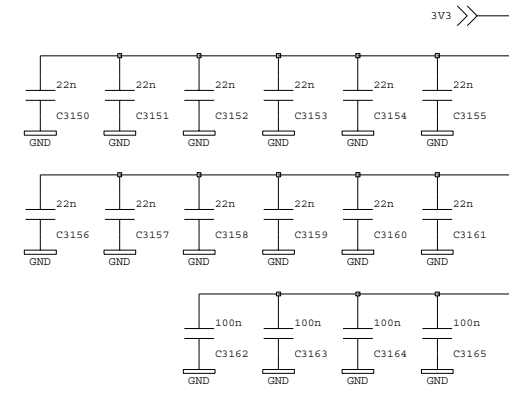 3V3
22n 22n 22n 22n 22n 22n
C3150 C3151 C3152 C3153 C3154 C3155
GND GND GND GND GND GND
22n 22n 22n 22n 22n 22n
C3156 C3157 C3158 C3159 C3160 C3161
GND GND GND GND GND GND
100n 100n 100n 100n
C3162 C3163 C3164 C3165
GND GND GND GND